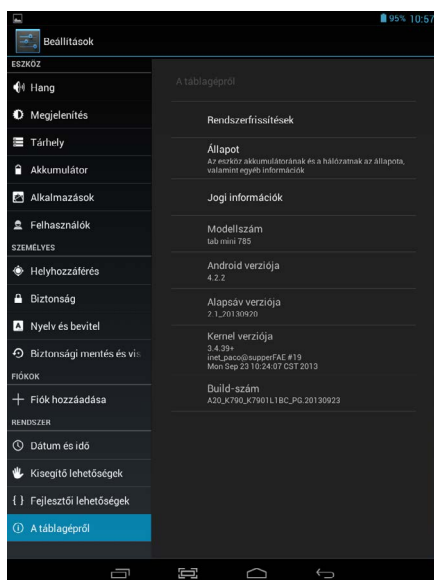 95% 10:57
Beállítások
ESZKÖZ
Hang
Megjelenítés
Tárhely
Akkumulátor
Alkalmazások
Felhasználók
SZEMÉLYES
Helyhozzáférés
Biztonság
Nyelv és bevitel
Biztonsági mentés és vis
FIÓKOK
Fiók hozzáadása
RENDSZER
Dátum és idő
Kisegítő lehetőségek
Fejlesztői lehetőségek
A táblagépről
A táblagépről
Rendszerfrissítések
Állapot
Az eszköz akkumulátorának és a hálózatnak az állapota,
valamint egyéb információk
Jogi információk
Modellszám
tab mini 785
Android verziója
4.2.2
Alapsáv verziója
2.1_20130920
Kernel verziója
3.4.39+
inet_paco@supperFAE #19
Mon Sep 23 10:24:07 CST 2013
Build-szám
A20_K790_K7901L1BC_PG.20130923